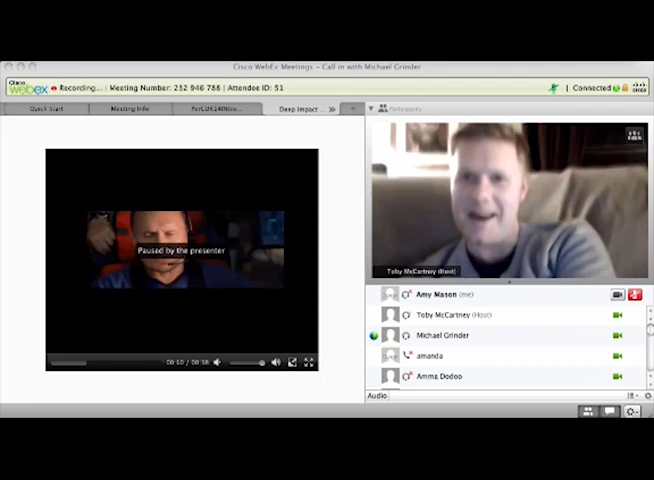 Cisco WebEx Meetings - Call in with Michael Grinder
Cisco webex Recording... | Meeting Number: 232 946 788 | Attendee ID: 51 | Connected
Quick Start Meeting Info Deep Impact ... »
Participants
Paused by the presenter
Toby McCartney (Host)
Amy Mason (me)
Toby McCartney (Host)
Michael Grinder
amanda
Amma Dodoo
00:10 / 00:18
Audio